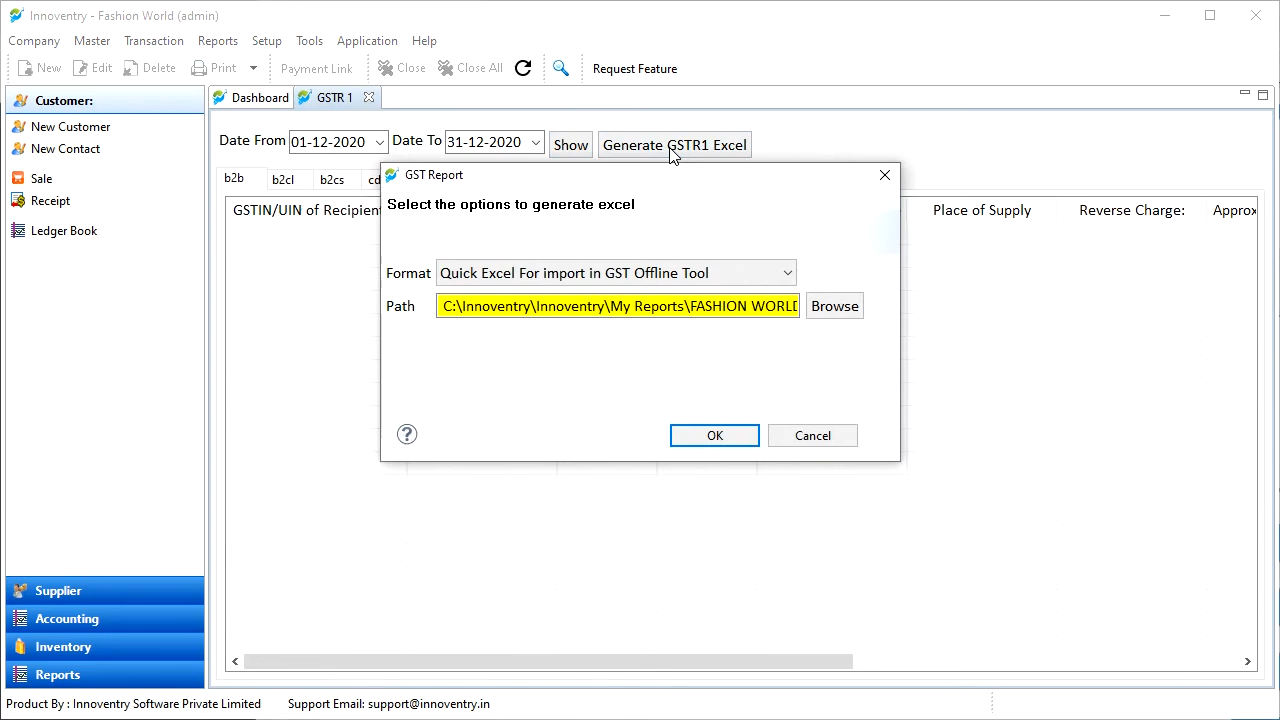 Innoventry - Fashion World (admin)
Company Master Transaction Reports Setup Tools Application Help
New Edit Delete Print Payment Link Close Close All Request Feature
Customer:
New Customer
New Contact
Sale
Receipt
Ledger Book
Supplier
Accounting
Inventory
Reports
Dashboard GSTR 1
Date From 01-12-2020 Date To 31-12-2020 Show Generate GSTR1 Excel
b2b b2cl b2cs cd
GSTIN/UIN of Recipient Place of Supply Reverse Charge: Approx
GST Report
Select the options to generate excel
Format Quick Excel For import in GST Offline Tool
Path C:\Innoventry\Innoventry\My Reports\FASHION WORLD Browse
? OK Cancel
Product By : Innoventry Software Private Limited Support Email: support@innoventry.in